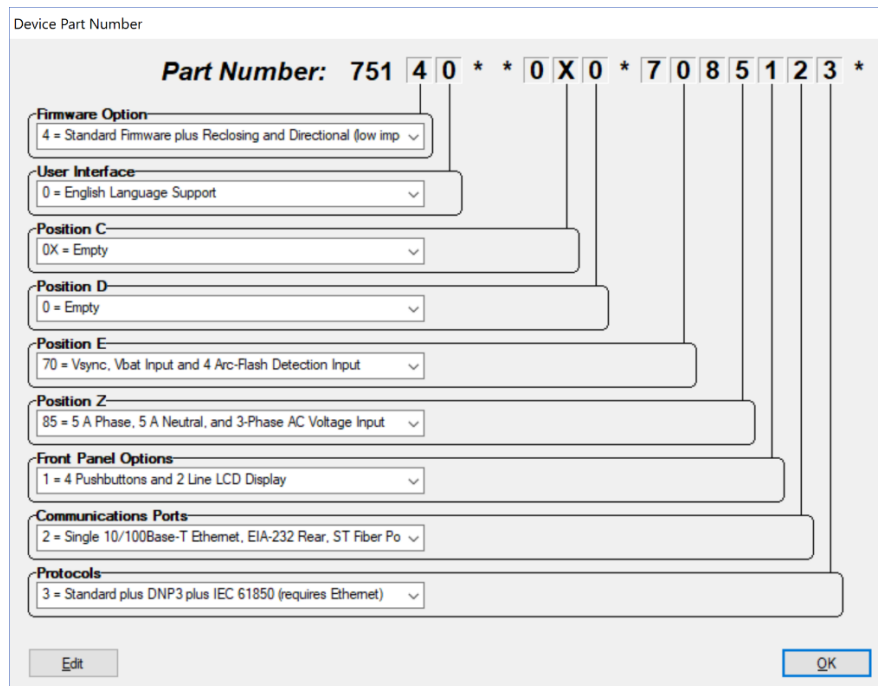 Device Part Number
Part Number: 751 4 0 * * 0 X 0 * 7 0 8 5 1 2 3 *
Firmware Option
4 = Standard Firmware plus Reclosing and Directional (low imp
User Interface
0 = English Language Support
Position C
0X = Empty
Position D
0 = Empty
Position E
70 = Vsync, Vbat Input and 4 Arc-Flash Detection Input
Position Z
85 = 5 A Phase, 5 A Neutral, and 3-Phase AC Voltage Input
Front Panel Options
1 = 4 Pushbuttons and 2 Line LCD Display
Communications Ports
2 = Single 10/100Base-T Ethernet, EIA-232 Rear, ST Fiber Po
Protocols
3 = Standard plus DNP3 plus IEC 61850 (requires Ethernet)
Edit OK